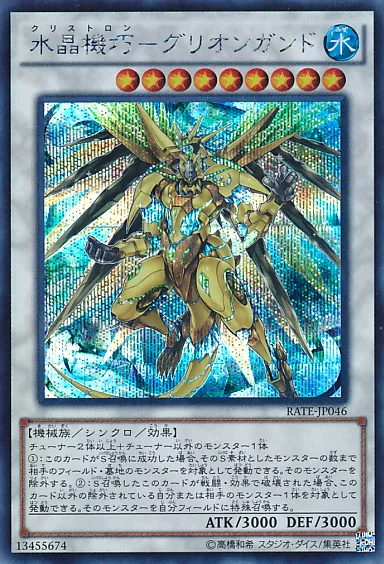 クリストロン
水晶機巧－グリオンガンド
みず
水
RATE-JP046
【機械族／シンクロ／効果】
チューナー２体以上＋チューナー以外のモンスター１体
①：このカードがＳ召喚に成功した場合、そのＳ素材としたモンスターの数まで
相手のフィールド・墓地のモンスターを対象として発動できる。そのモンスター
を除外する。②：Ｓ召喚したこのカードが戦闘・効果で破壊された場合、この
カード以外の除外されている自分または相手のモンスター１体を対象として
発動できる。そのモンスターを自分フィールドに特殊召喚する。
ATK/3000 DEF/3000
13455674
©高橋和希 スタジオ・ダイス/集英社